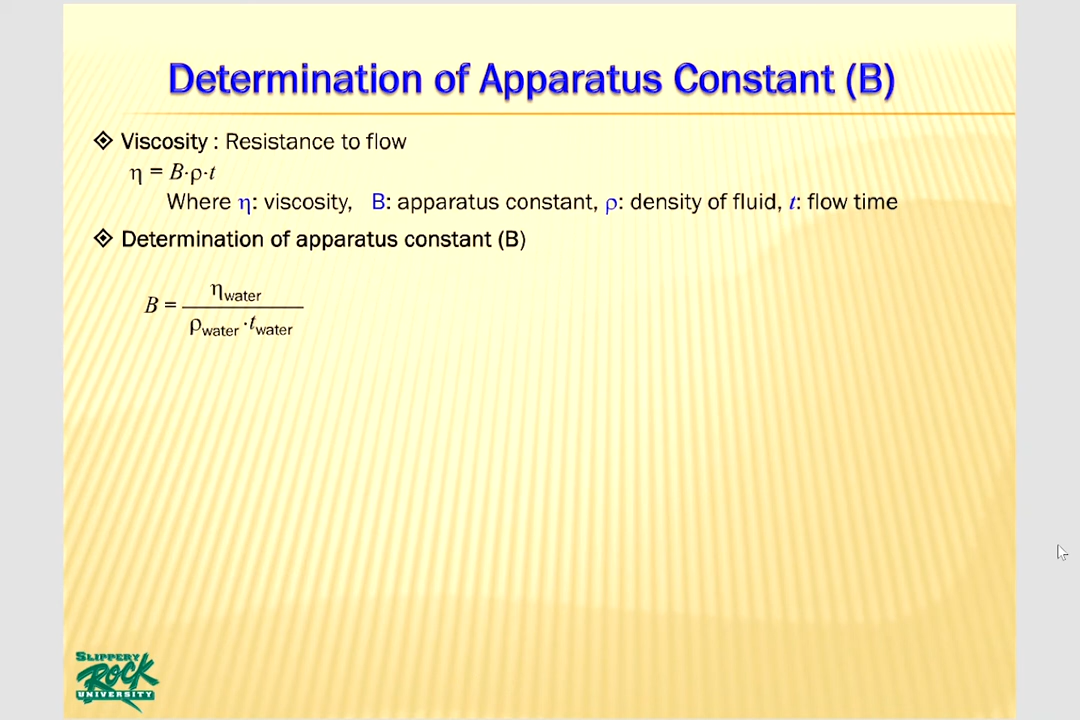 Determination of Apparatus Constant (B)
Viscosity : Resistance to flow
η = B·ρ·t
Where η: viscosity, B: apparatus constant, ρ: density of fluid, t: flow time
Determination of apparatus constant (B)
ηwater
B =
ρwater ·twater
SLIPPERY
ROCK
UNIVERSITY